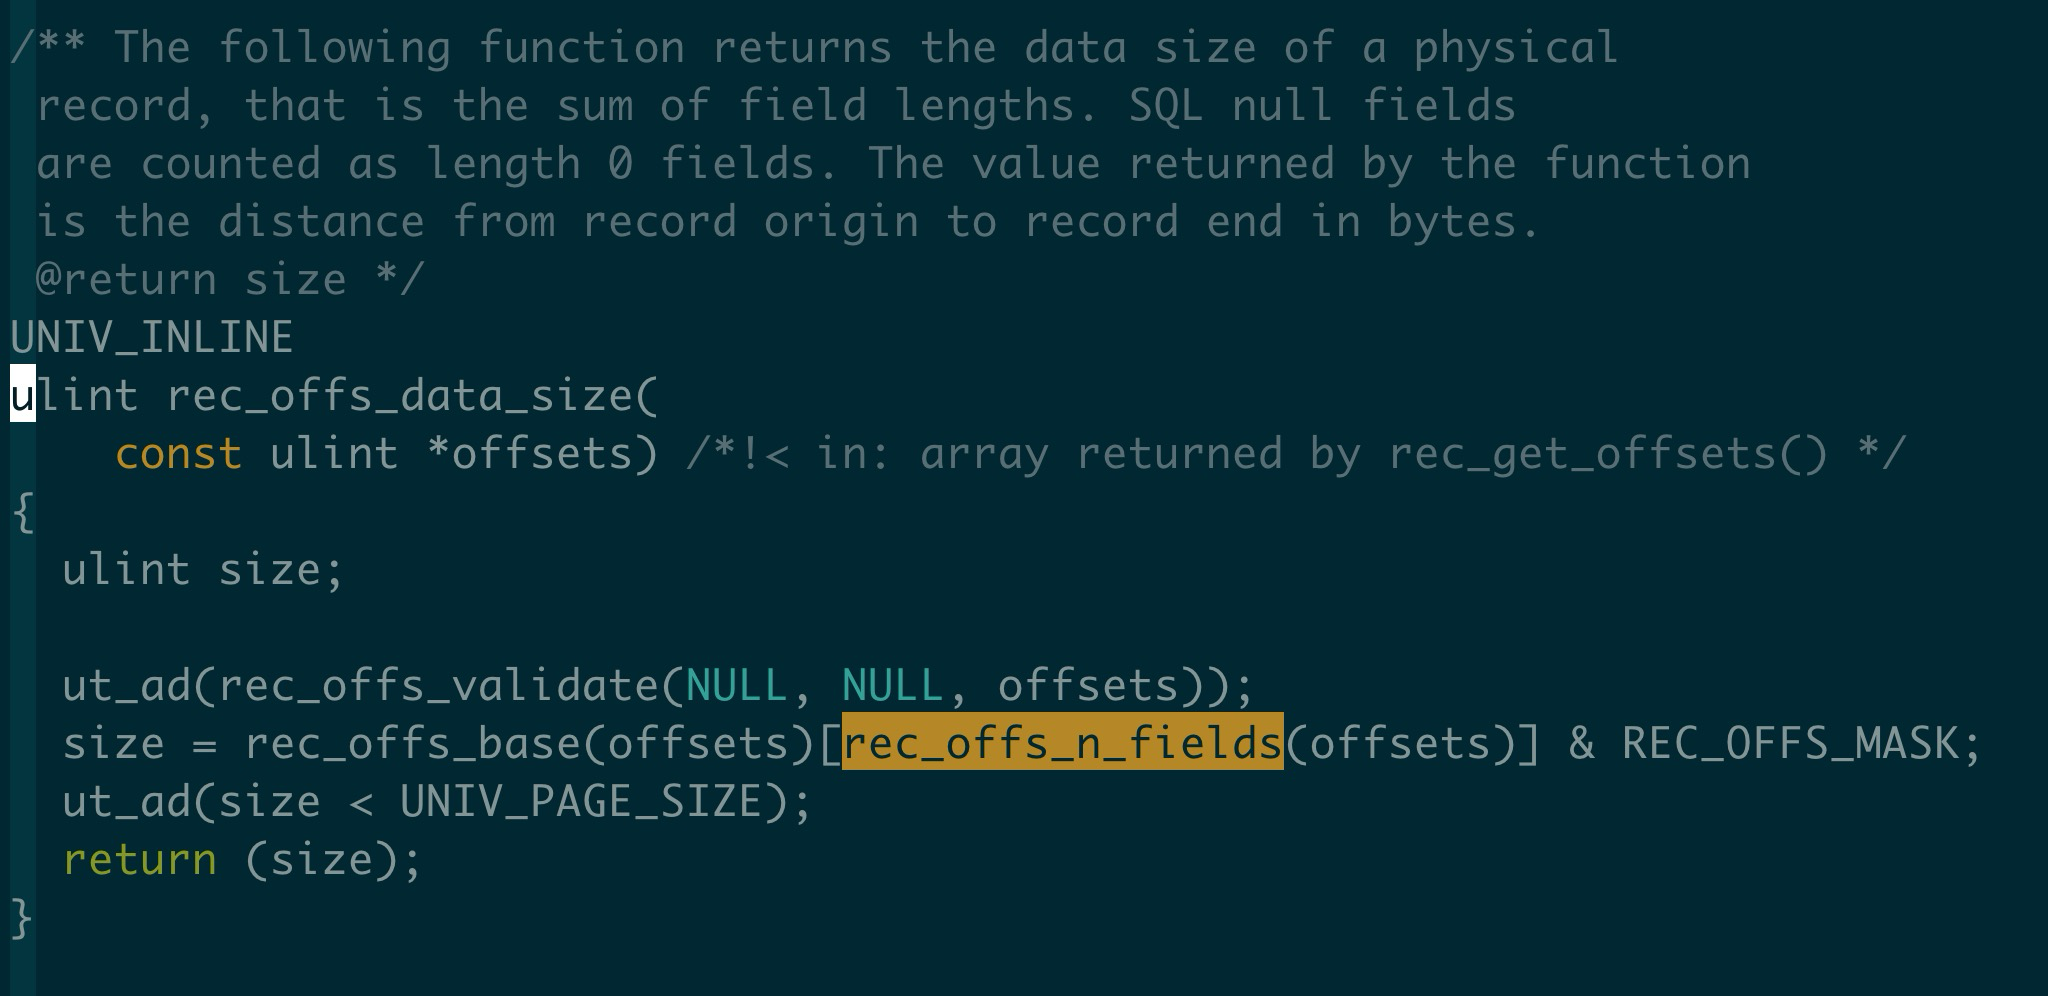 /** The following function returns the data size of a physical
 record, that is the sum of field lengths. SQL null fields
 are counted as length 0 fields. The value returned by the function
 is the distance from record origin to record end in bytes.
 @return size */
UNIV_INLINE
ulint rec_offs_data_size(
    const ulint *offsets) /*!< in: array returned by rec_get_offsets() */
{
  ulint size;

  ut_ad(rec_offs_validate(NULL, NULL, offsets));
  size = rec_offs_base(offsets)[rec_offs_n_fields(offsets)] & REC_OFFS_MASK;
  ut_ad(size < UNIV_PAGE_SIZE);
  return (size);
}